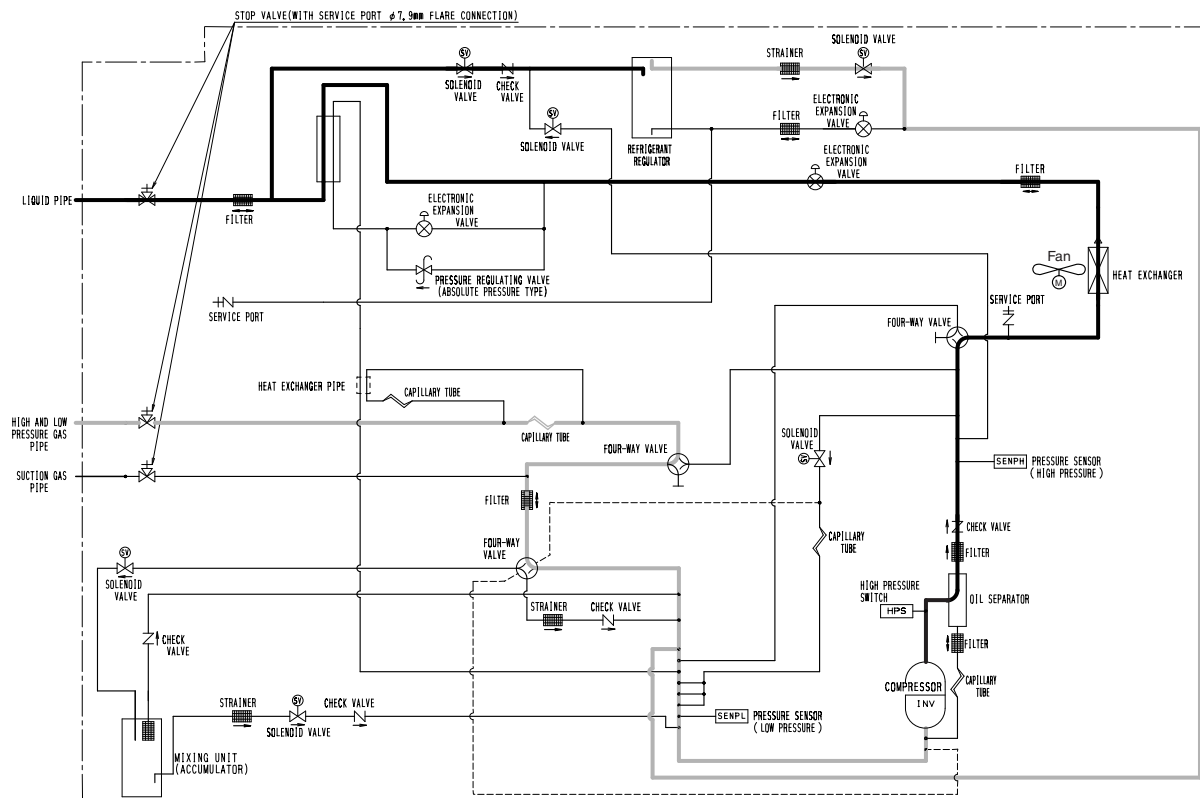 STOP VALVE(WITH SERVICE PORT φ7.9mm FLARE CONNECTION)
SV
SOLENOID
VALVE
CHECK
VALVE
SV
SOLENOID VALVE
REFRIGERANT
REGULATOR
STRAINER
SOLENOID VALVE
SV
FILTER
ELECTRONIC
EXPANSION
VALVE
ELECTRONIC
EXPANSION
VALVE
FILTER
LIQUID PIPE
FILTER
ELECTRONIC
EXPANSION
VALVE
PRESSURE REGULATING VALVE
(ABSOLUTE PRESSURE TYPE)
SERVICE PORT
Fan
M
HEAT EXCHANGER
SERVICE PORT
FOUR-WAY VALVE
HEAT EXCHANGER PIPE
CAPILLARY TUBE
HIGH AND LOW
PRESSURE GAS
PIPE
CAPILLARY TUBE
FOUR-WAY VALVE
SOLENOID
VALVE
SV
SENPH
PRESSURE SENSOR
(HIGH PRESSURE)
SUCTION GAS
PIPE
FILTER
CHECK VALVE
FILTER
CAPILLARY
TUBE
FOUR-WAY
VALVE
SV
SOLENOID
VALVE
HIGH PRESSURE
SWITCH
HPS
OIL SEPARATOR
STRAINER
CHECK VALVE
CHECK
VALVE
FILTER
COMPRESSOR
INV
CAPILLARY
TUBE
STRAINER
SV
SOLENOID VALVE
CHECK VALVE
SENPL
PRESSURE SENSOR
(LOW PRESSURE)
MIXING UNIT
(ACCUMULATOR)